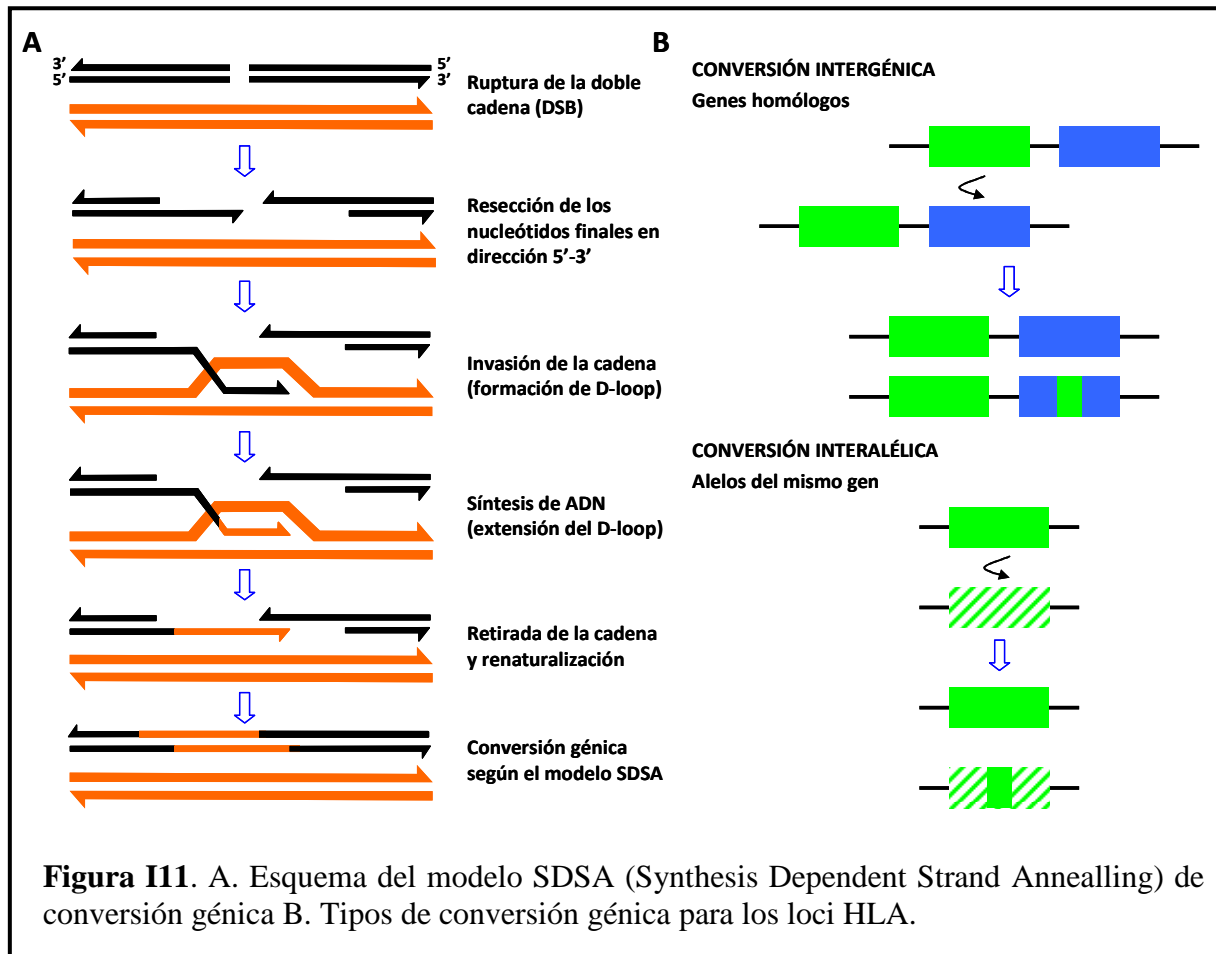 A
3’ 5’
5’ 3’
Ruptura de la doble
cadena (DSB)
Resección de los
nucleótidos finales en
dirección 5’-3’
Invasión de la cadena
(formación de D-loop)
Síntesis de ADN
(extensión del D-loop)
Retirada de la cadena
y renaturalización
Conversión génica
según el modelo SDSA
B
CONVERSIÓN INTERGÉNICA
Genes homólogos
CONVERSIÓN INTERALÉLICA
Alelos del mismo gen
Figura I11. A. Esquema del modelo SDSA (Synthesis Dependent Strand Annealling) de
conversión génica B. Tipos de conversión génica para los loci HLA.